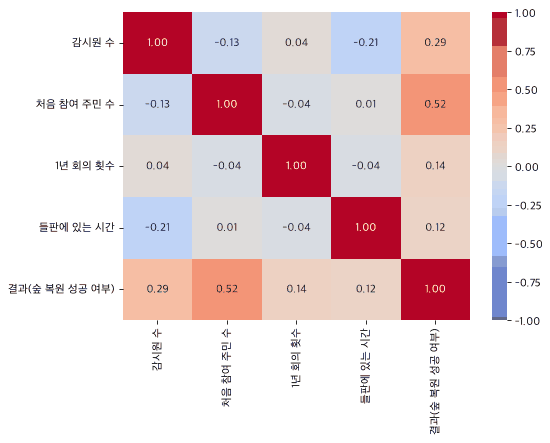 감시원 수
1.00 -0.13 0.04 -0.21 0.29
처음 참여 주민 수
-0.13 1.00 -0.04 0.01 0.52
1년 회의 횟수
0.04 -0.04 1.00 -0.04 0.14
들판에 있는 시간
-0.21 0.01 -0.04 1.00 0.12
결과(숲 복원 성공 여부)
0.29 0.52 0.14 0.12 1.00
감시원 수
처음 참여 주민 수
1년 회의 횟수
들판에 있는 시간
결과(숲 복원 성공 여부)
1.00
0.75
0.50
0.25
0.00
-0.25
-0.50
-0.75
-1.00